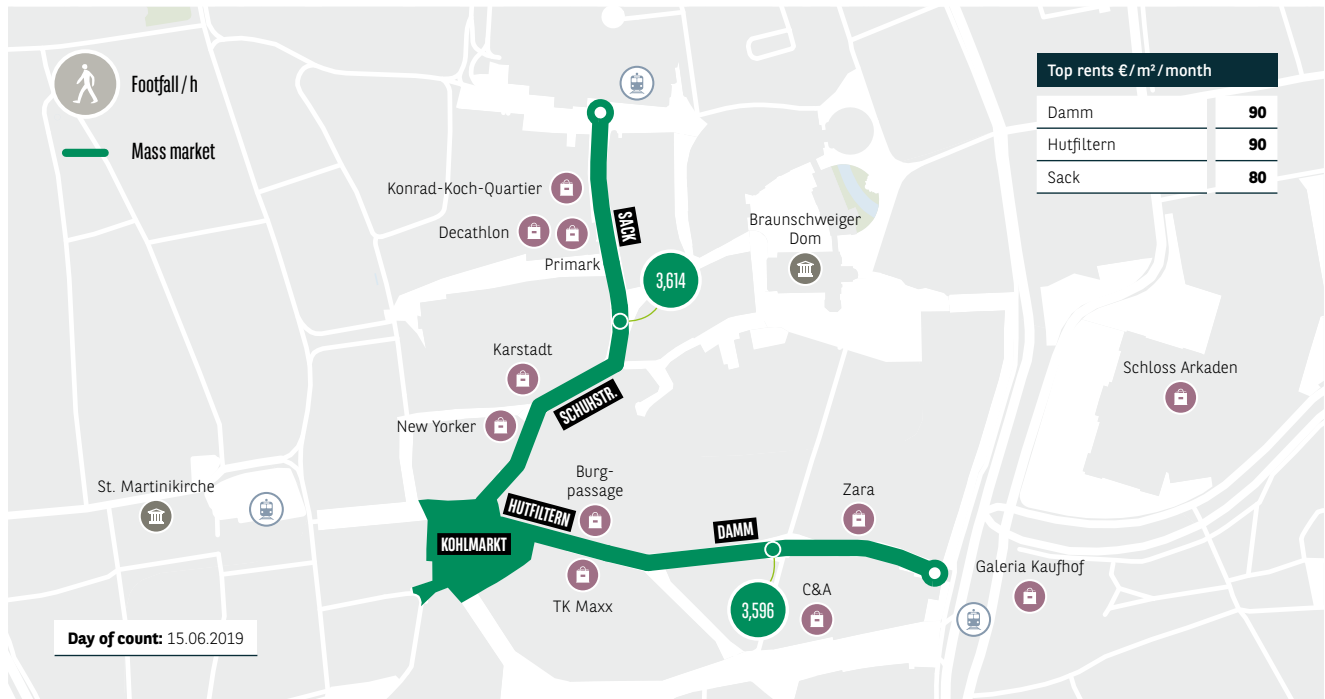 Footfall / h
Mass market
Top rents €/m²/month
Damm 90
Hutfiltern 90
Sack 80
Konrad-Koch-Quartier
Decathlon
Primark
SACK
3,614
Braunschweiger
Dom
Karstadt
SCHUHSTR.
New Yorker
Schloss Arkaden
St. Martinikirche
Burg-
passage
HUTFILTERN
KOHLMARKT
TK Maxx
DAMM
Zara
3,596
C&A
Galeria Kaufhof
Day of count: 15.06.2019